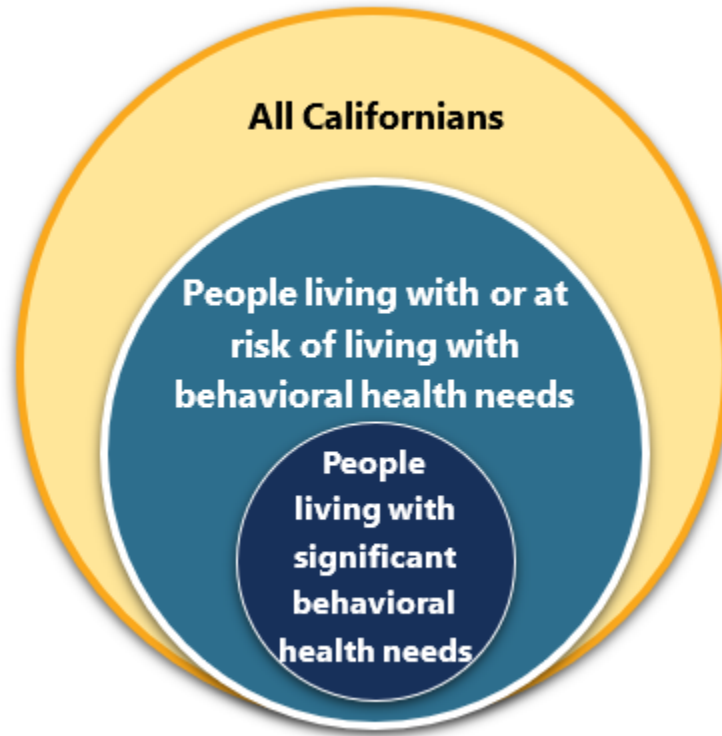 All Californians
People living with or at
risk of living with
behavioral health needs
People
living with
significant
behavioral
health needs